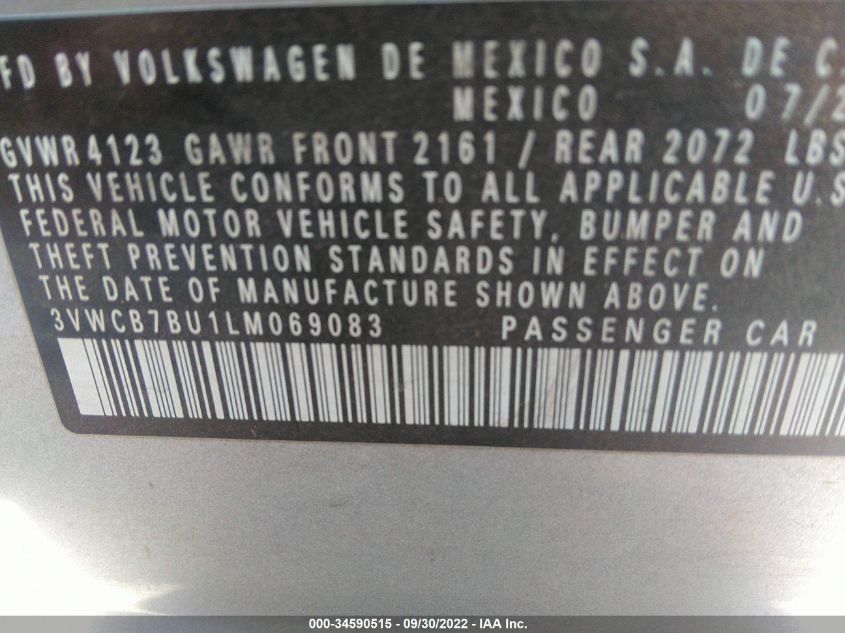 FD BY VOLKSWAGEN DE MEXICO S.A. DE C.
MEXICO 07/2
GVWR 4123 GAWR FRONT 2161 / REAR 2072 LBS
THIS VEHICLE CONFORMS TO ALL APPLICABLE U.S
FEDERAL MOTOR VEHICLE SAFETY, BUMPER AND
THEFT PREVENTION STANDARDS IN EFFECT ON
THE DATE OF MANUFACTURE SHOWN ABOVE.
3VWCB7BU1LM069083 PASSENGER CAR
000-34590515 - 09/30/2022 - IAA Inc.